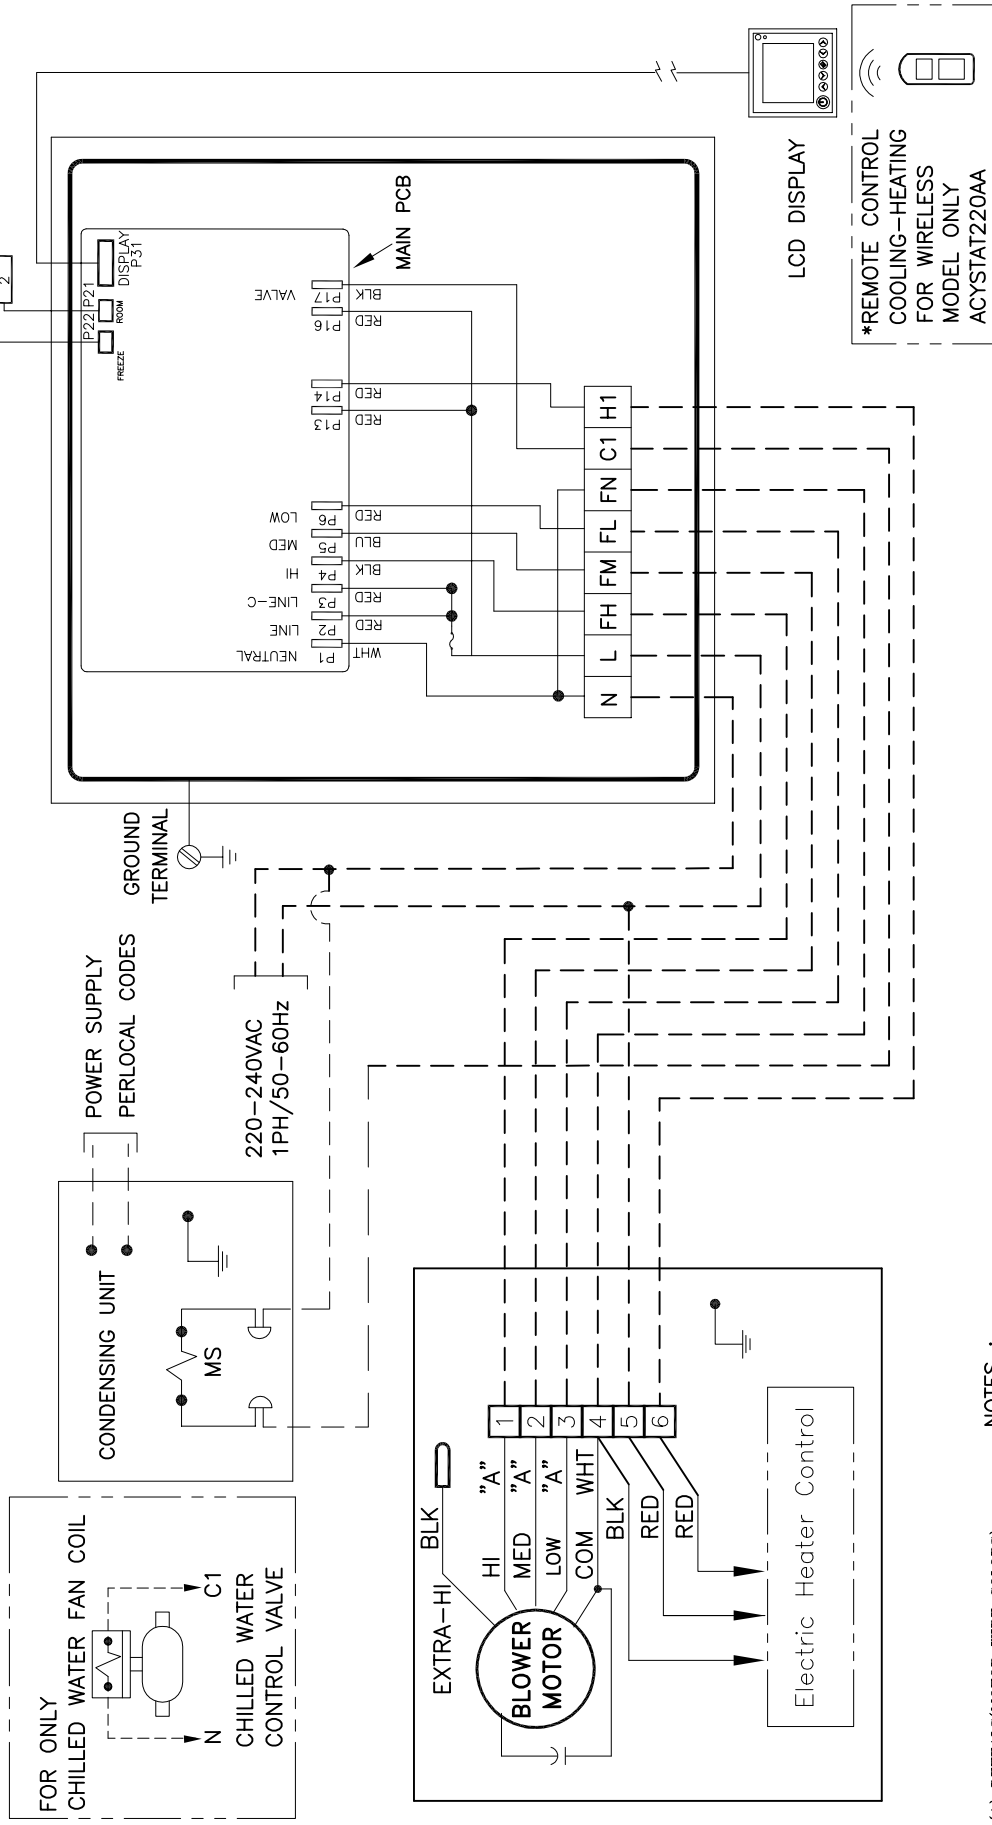 FOR ONLY
CHILLED WATER FAN COIL
N
C1
CHILLED WATER
CONTROL VALVE
CONDENSING UNIT
MS
POWER SUPPLY
PERLOCAL CODES
220-240VAC
1PH/50-60Hz
GROUND
TERMINAL
2
P22
P21
FREEZE
ROOM
DISPLAY
P31
MAIN PCB
NEUTRAL
LINE
LINE-C
HI
MED
LOW
VALVE
P1
P2
P3
P4
P5
P6
P13
P14
P16
P17
WHT
RED
RED
BLK
BLU
RED
RED
RED
RED
BLK
N
L
FH
FM
FL
FN
C1
H1
LCD DISPLAY
*REMOTE CONTROL
COOLING-HEATING
FOR WIRELESS
MODEL ONLY
ACYSTAT220AA
EXTRA-HI
BLK
BLOWER
MOTOR
HI
"A"
MED
"A"
LOW
"A"
COM
WHT
BLK
RED
RED
1
2
3
4
5
6
Electric Heater Control
NOTES :